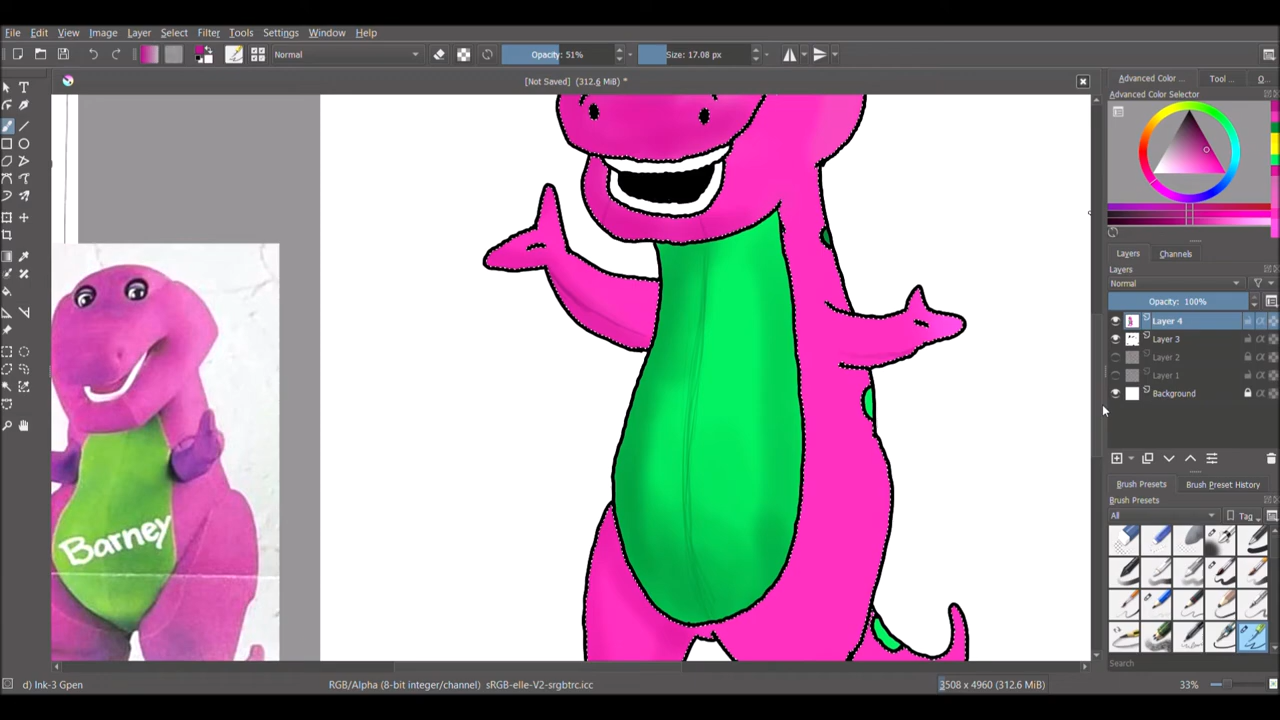 File Edit View Image Layer Select Filter Tools Settings Window Help
Normal Opacity: 51% Size: 17.08 px
[Not Saved] (312.6 MiB) *
Advanced Color ... Tool ... O...
Advanced Color Selector
Layers Channels
Layers
Normal
Opacity: 100%
Layer 4
Layer 3
Layer 2
Layer 1
Background
Brush Presets Brush Preset History
Brush Presets
All Tag
Search
Barney
d) Ink-3 Gpen RGB/Alpha (8-bit integer/channel) sRGB-elle-V2-srgbtrc.icc 3508 x 4960 (312.6 MiB) 33%